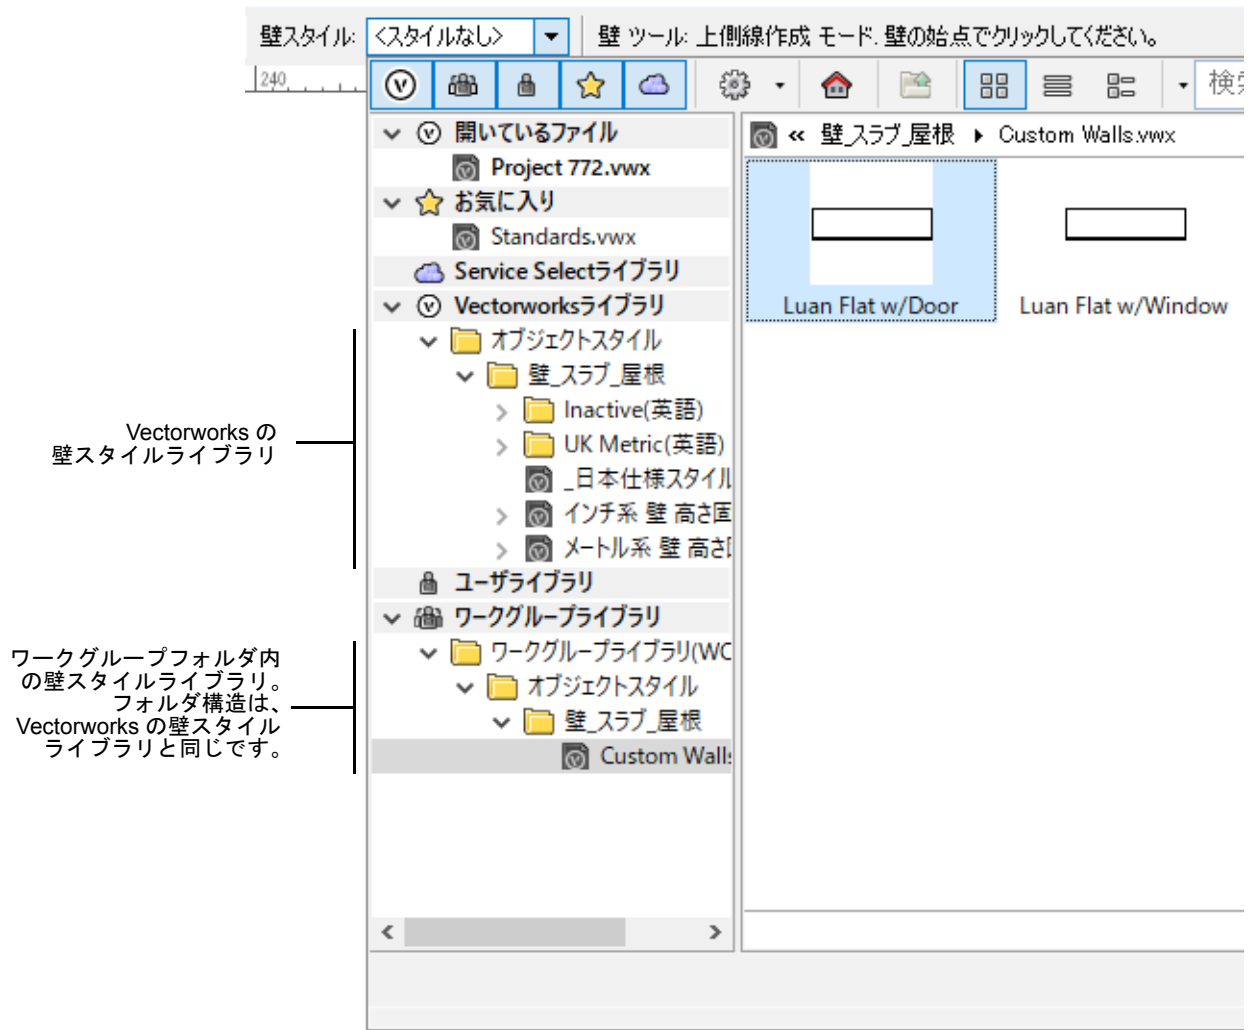 壁スタイル: <スタイルなし> 壁 ツール: 上側線作成 モード. 壁の始点でクリックしてください。
240
検
開いているファイル
Project 772.vwx
お気に入り
Standards.vwx
Service Selectライブラリ
Vectorworksライブラリ
オブジェクトスタイル
壁_スラブ_屋根
Inactive(英語)
UK Metric(英語)
_日本仕様スタイル
インチ系 壁 高さ固
メートル系 壁 高さ
ユーザライブラリ
ワークグループライブラリ
ワークグループライブラリ(WC
オブジェクトスタイル
壁_スラブ_屋根
Custom Walls
« 壁_スラブ_屋根 ▸ Custom Walls.vwx
Luan Flat w/Door
Luan Flat w/Window
Vectorworks の
壁スタイルライブラリ
ワークグループフォルダ内
の壁スタイルライブラリ。
フォルダ構造は、
Vectorworks の壁スタイル
ライブラリと同じです。